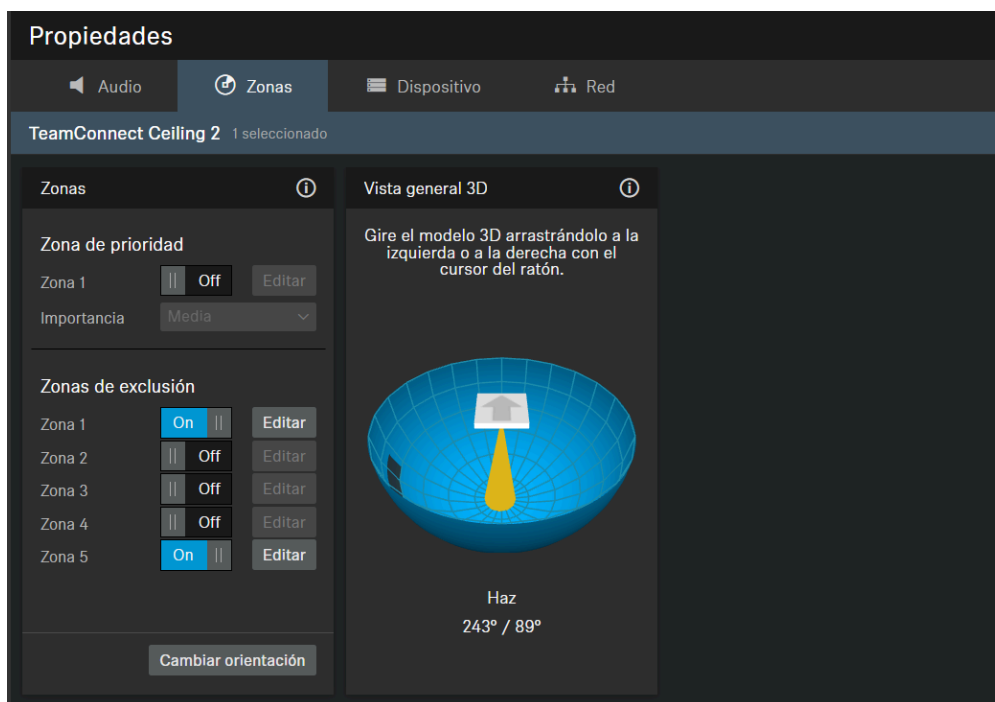 Propiedades
Audio
Zonas
Dispositivo
Red
TeamConnect Ceiling 2 1 seleccionado
Zonas
Zona de prioridad
Zona 1 Off Editar
Importancia Media
Zonas de exclusión
Zona 1 On Editar
Zona 2 Off Editar
Zona 3 Off Editar
Zona 4 Off Editar
Zona 5 On Editar
Cambiar orientación
Vista general 3D
Gire el modelo 3D arrastrándolo a la
izquierda o a la derecha con el
cursor del ratón.
Haz
243° / 89°